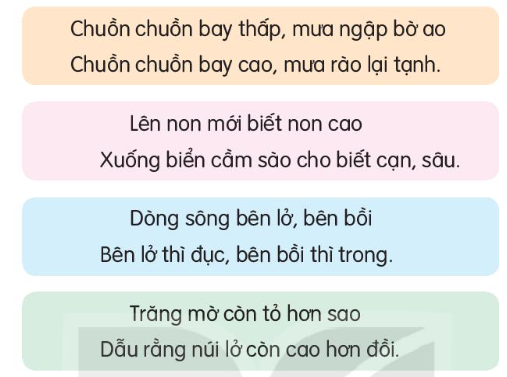 Chuồn chuồn bay thấp, mưa ngập bờ ao
Chuồn chuồn bay cao, mưa rào lại tạnh.
Lên non mới biết non cao
Xuống biển cầm sào cho biết cạn, sâu.
Dòng sông bên lở, bên bồi
Bên lở thì đục, bên bồi thì trong.
Trăng mờ còn tỏ hơn sao
Dẫu rằng núi lở còn cao hơn đồi.